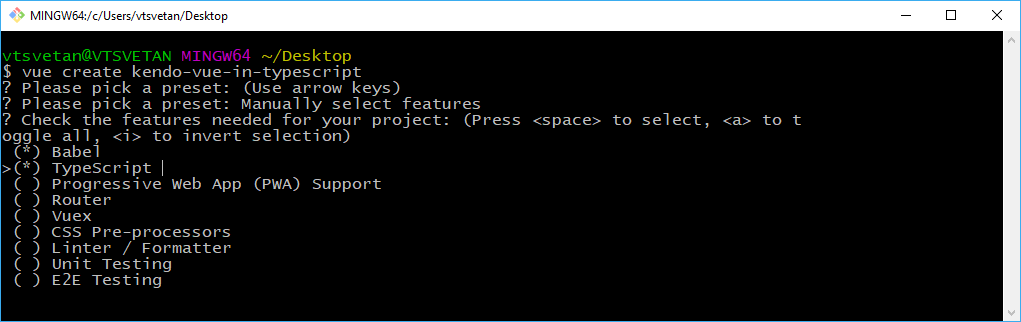 MINGW64:/c/Users/vtsvetan/Desktop
vtsvetan@VTSVETAN MINGW64 ~/Desktop
$ vue create kendo-vue-in-typescript
? Please pick a preset: (Use arrow keys)
? Please pick a preset: Manually select features
? Check the features needed for your project: (Press <space> to select, <a> to t
oggle all, <i> to invert selection)
 (*) Babel
>(*) TypeScript
 ( ) Progressive Web App (PWA) Support
 ( ) Router
 ( ) Vuex
 ( ) CSS Pre-processors
 ( ) Linter / Formatter
 ( ) Unit Testing
 ( ) E2E Testing